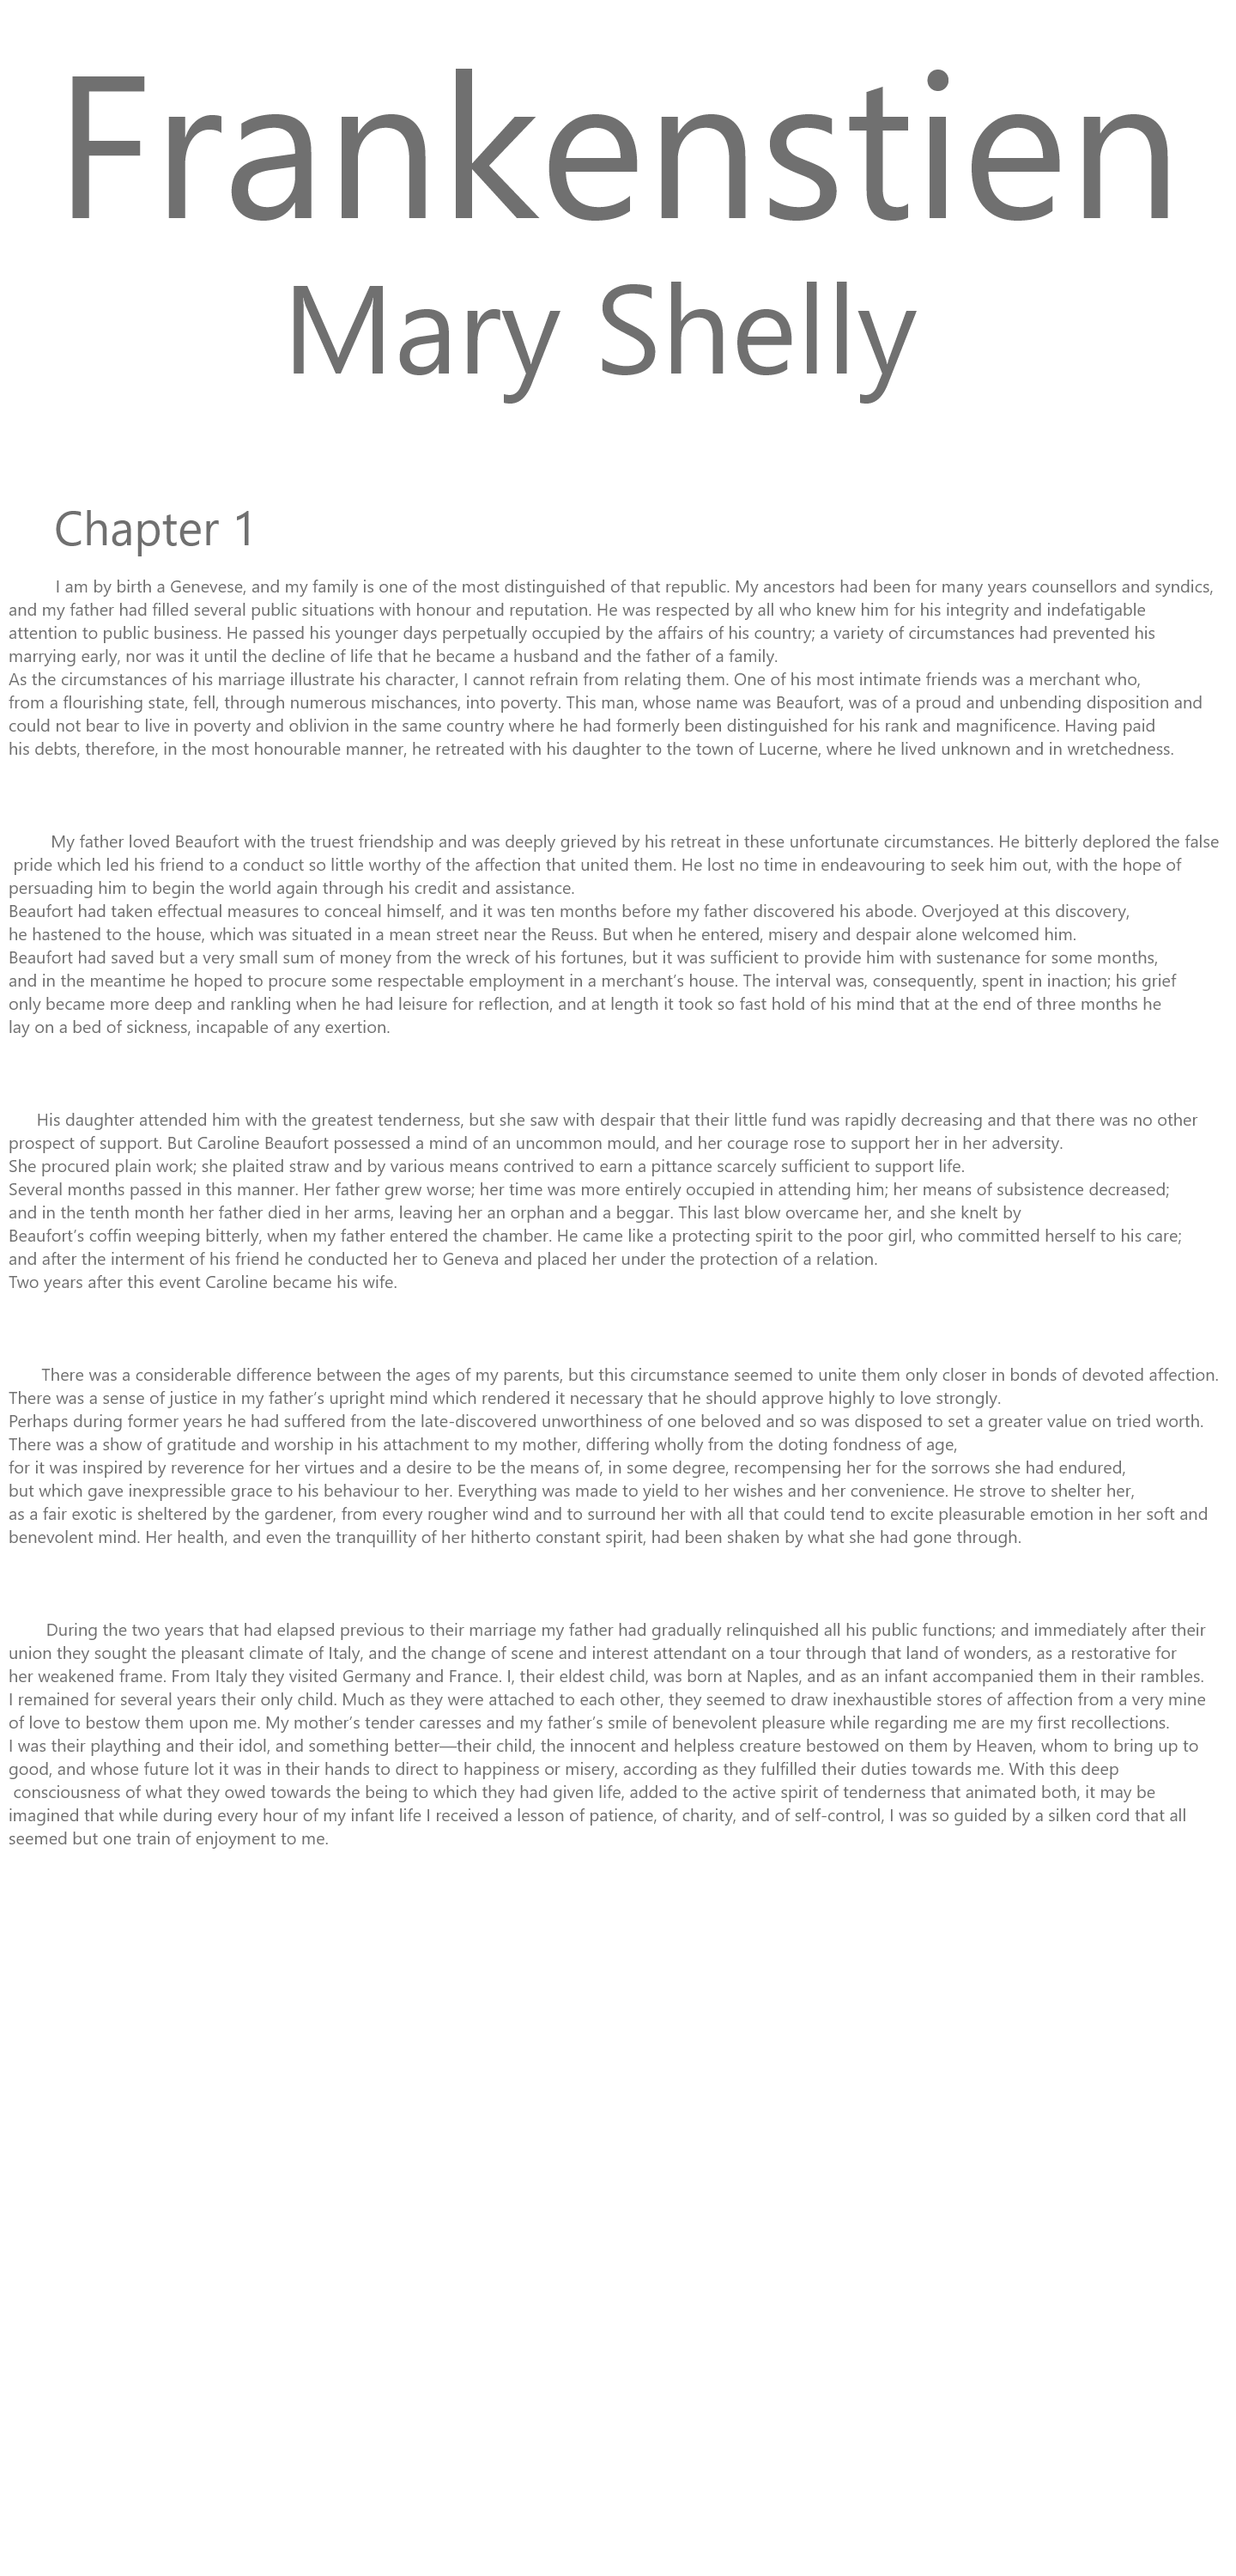 Frankenstien
Mary Shelly
Chapter 1
I am by birth a Genevese, and my family is one of the most distinguished of that republic. My ancestors had been for many years counsellors and syndics,
and my father had filled several public situations with honour and reputation. He was respected by all who knew him for his integrity and indefatigable
attention to public business. He passed his younger days perpetually occupied by the affairs of his country; a variety of circumstances had prevented his
marrying early, nor was it until the decline of life that he became a husband and the father of a family.
As the circumstances of his marriage illustrate his character, I cannot refrain from relating them. One of his most intimate friends was a merchant who,
from a flourishing state, fell, through numerous mischances, into poverty. This man, whose name was Beaufort, was of a proud and unbending disposition and
could not bear to live in poverty and oblivion in the same country where he had formerly been distinguished for his rank and magnificence. Having paid
his debts, therefore, in the most honourable manner, he retreated with his daughter to the town of Lucerne, where he lived unknown and in wretchedness.
My father loved Beaufort with the truest friendship and was deeply grieved by his retreat in these unfortunate circumstances. He bitterly deplored the false
pride which led his friend to a conduct so little worthy of the affection that united them. He lost no time in endeavouring to seek him out, with the hope of
persuading him to begin the world again through his credit and assistance.
Beaufort had taken effectual measures to conceal himself, and it was ten months before my father discovered his abode. Overjoyed at this discovery,
he hastened to the house, which was situated in a mean street near the Reuss. But when he entered, misery and despair alone welcomed him.
Beaufort had saved but a very small sum of money from the wreck of his fortunes, but it was sufficient to provide him with sustenance for some months,
and in the meantime he hoped to procure some respectable employment in a merchant's house. The interval was, consequently, spent in inaction; his grief
only became more deep and rankling when he had leisure for reflection, and at length it took so fast hold of his mind that at the end of three months he
lay on a bed of sickness, incapable of any exertion.
His daughter attended him with the greatest tenderness, but she saw with despair that their little fund was rapidly decreasing and that there was no other
prospect of support. But Caroline Beaufort possessed a mind of an uncommon mould, and her courage rose to support her in her adversity.
She procured plain work; she plaited straw and by various means contrived to earn a pittance scarcely sufficient to support life.
Several months passed in this manner. Her father grew worse; her time was more entirely occupied in attending him; her means of subsistence decreased;
and in the tenth month her father died in her arms, leaving her an orphan and a beggar. This last blow overcame her, and she knelt by
Beaufort's coffin weeping bitterly, when my father entered the chamber. He came like a protecting spirit to the poor girl, who committed herself to his care;
and after the interment of his friend he conducted her to Geneva and placed her under the protection of a relation.
Two years after this event Caroline became his wife.
There was a considerable difference between the ages of my parents, but this circumstance seemed to unite them only closer in bonds of devoted affection.
There was a sense of justice in my father's upright mind which rendered it necessary that he should approve highly to love strongly.
Perhaps during former years he had suffered from the late-discovered unworthiness of one beloved and so was disposed to set a greater value on tried worth.
There was a show of gratitude and worship in his attachment to my mother, differing wholly from the doting fondness of age,
for it was inspired by reverence for her virtues and a desire to be the means of, in some degree, recompensing her for the sorrows she had endured,
but which gave inexpressible grace to his behaviour to her. Everything was made to yield to her wishes and her convenience. He strove to shelter her,
as a fair exotic is sheltered by the gardener, from every rougher wind and to surround her with all that could tend to excite pleasurable emotion in her soft and
benevolent mind. Her health, and even the tranquillity of her hitherto constant spirit, had been shaken by what she had gone through.
During the two years that had elapsed previous to their marriage my father had gradually relinquished all his public functions; and immediately after their
union they sought the pleasant climate of Italy, and the change of scene and interest attendant on a tour through that land of wonders, as a restorative for
her weakened frame. From Italy they visited Germany and France. I, their eldest child, was born at Naples, and as an infant accompanied them in their rambles.
I remained for several years their only child. Much as they were attached to each other, they seemed to draw inexhaustible stores of affection from a very mine
of love to bestow them upon me. My mother's tender caresses and my father's smile of benevolent pleasure while regarding me are my first recollections.
I was their plaything and their idol, and something better—their child, the innocent and helpless creature bestowed on them by Heaven, whom to bring up to
good, and whose future lot it was in their hands to direct to happiness or misery, according as they fulfilled their duties towards me. With this deep
consciousness of what they owed towards the being to which they had given life, added to the active spirit of tenderness that animated both, it may be
imagined that while during every hour of my infant life I received a lesson of patience, of charity, and of self-control, I was so guided by a silken cord that all
seemed but one train of enjoyment to me.